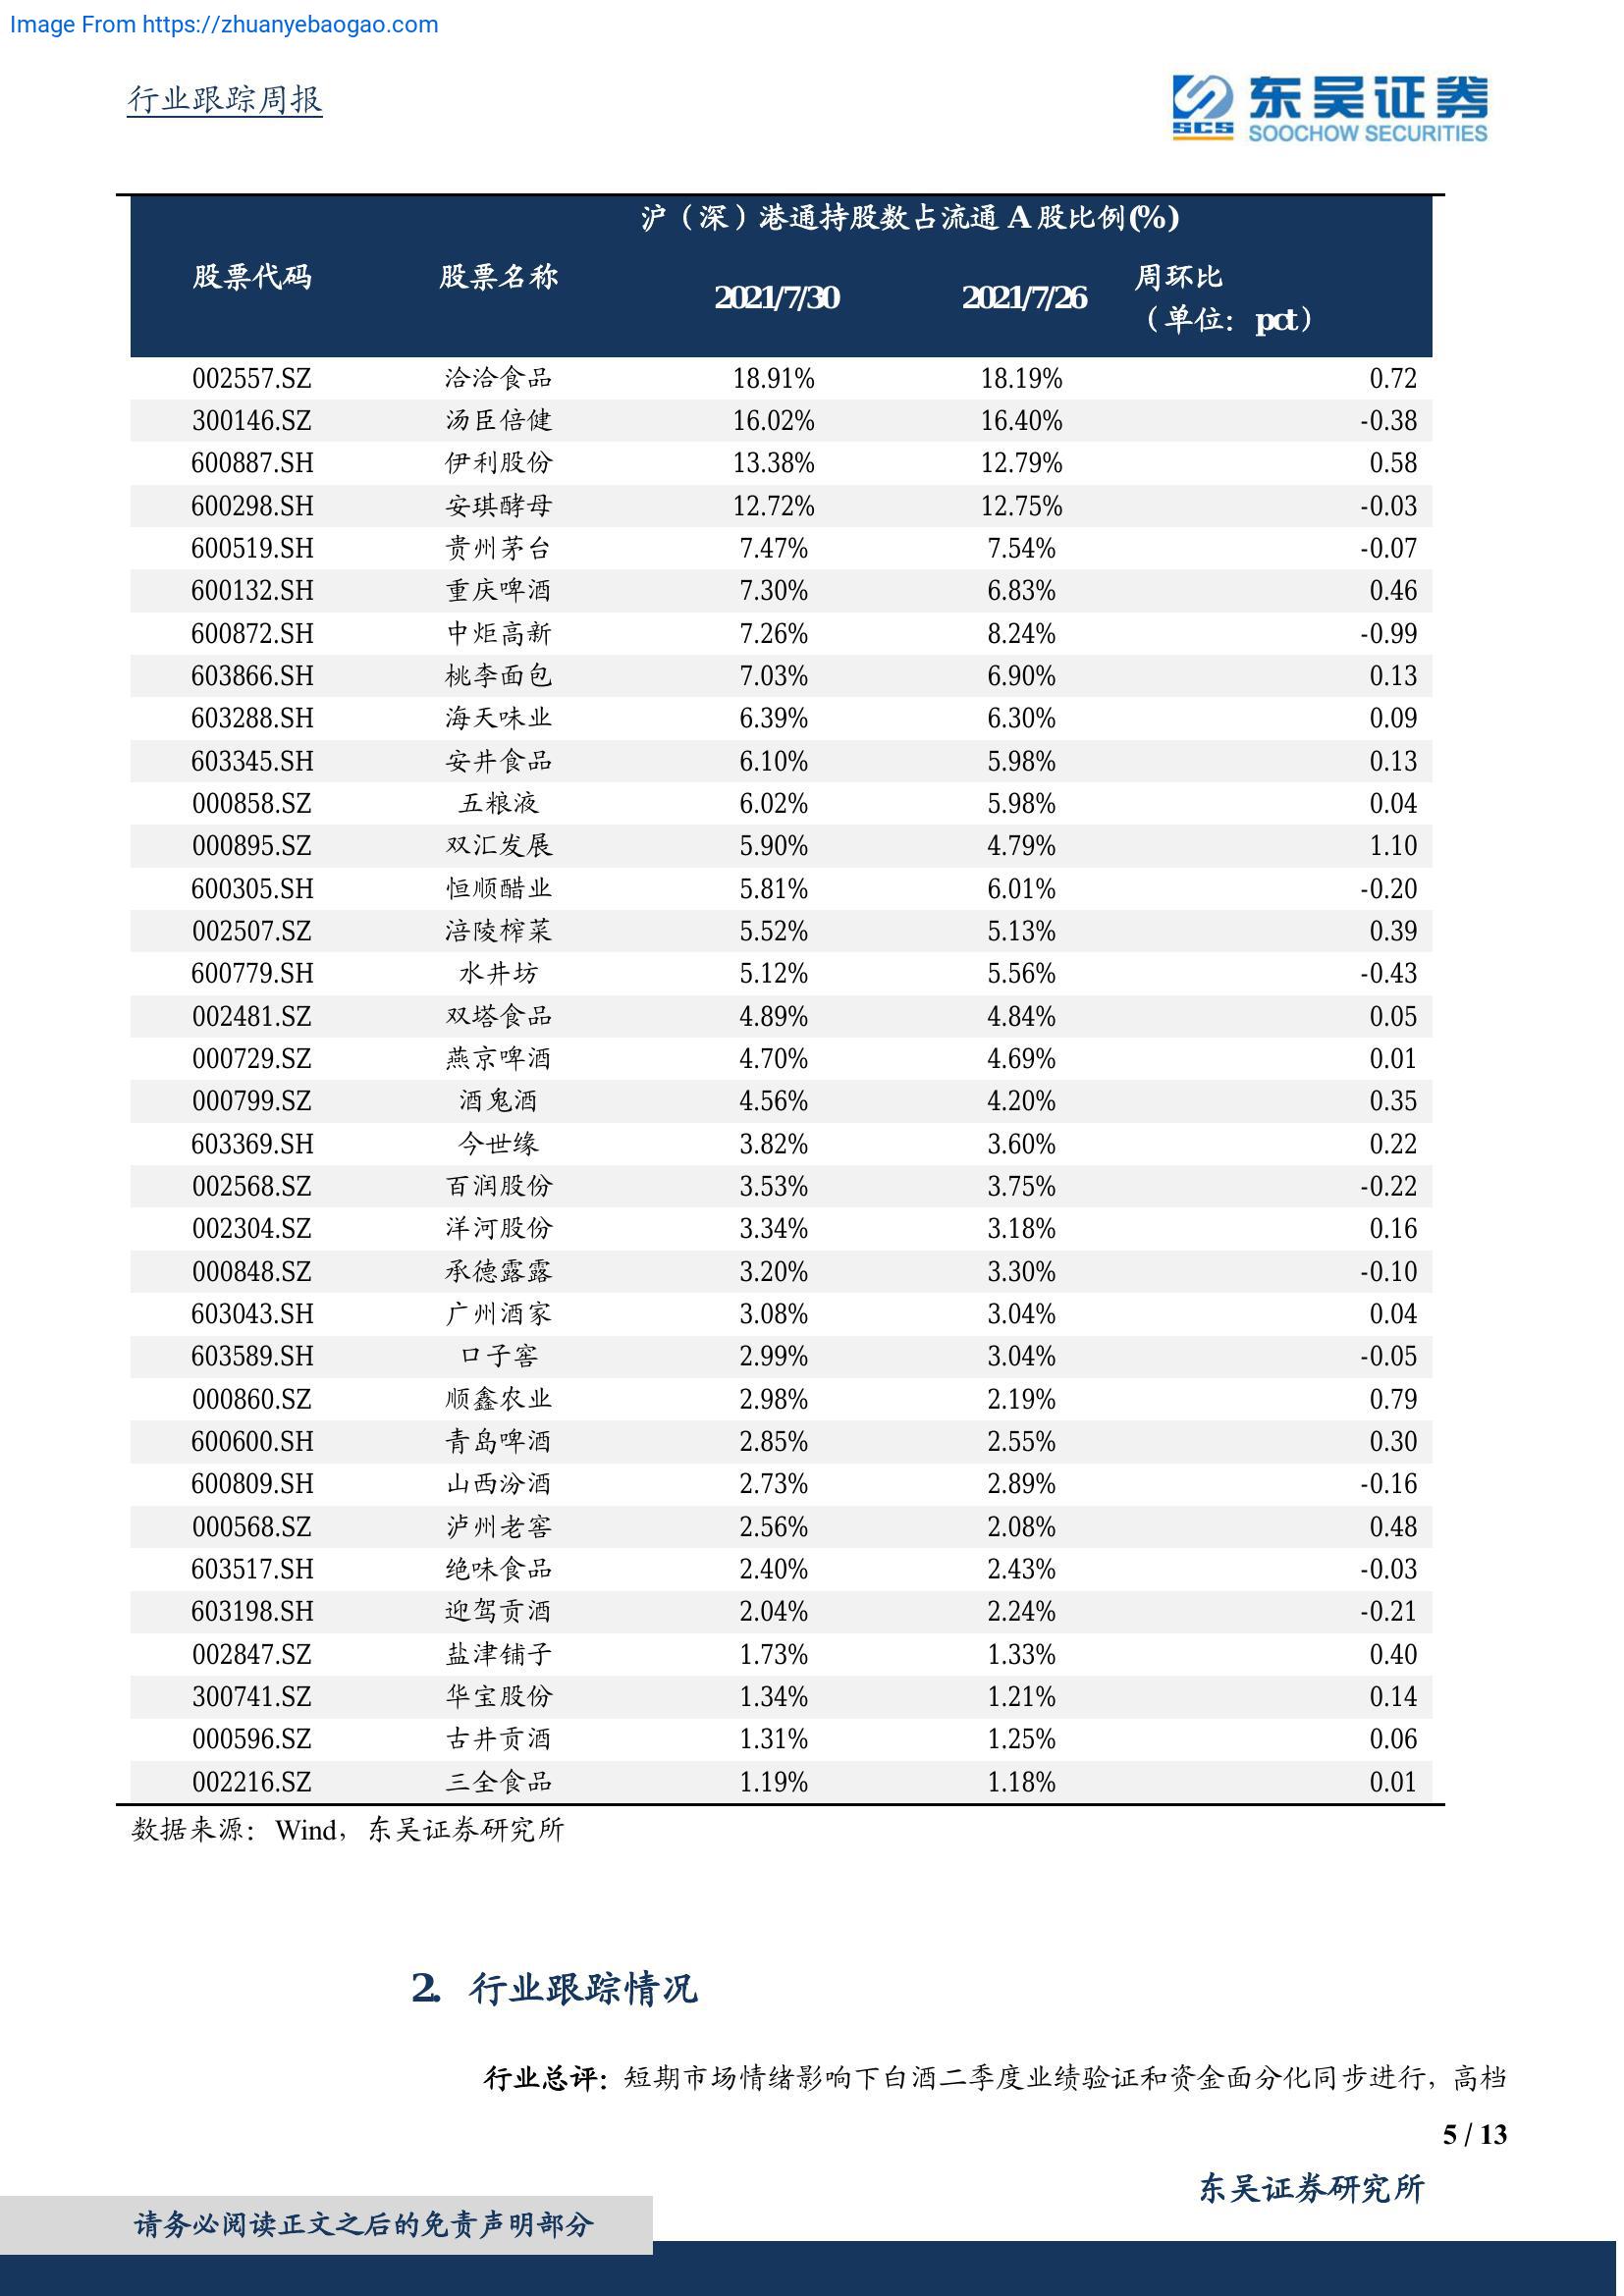 Image From https://zhuanyebaogao.com
行业跟踪周报
东吴证券
SCS SOOCHOW SECURITIES
沪（深）港通持股数占流通 A 股比例(%)
股票代码 股票名称 2021/7/30 2021/7/26 周环比
（单位：pct）
002557.SZ 洽洽食品 18.91% 18.19% 0.72
300146.SZ 汤臣倍健 16.02% 16.40% -0.38
600887.SH 伊利股份 13.38% 12.79% 0.58
600298.SH 安琪酵母 12.72% 12.75% -0.03
600519.SH 贵州茅台 7.47% 7.54% -0.07
600132.SH 重庆啤酒 7.30% 6.83% 0.46
600872.SH 中炬高新 7.26% 8.24% -0.99
603866.SH 桃李面包 7.03% 6.90% 0.13
603288.SH 海天味业 6.39% 6.30% 0.09
603345.SH 安井食品 6.10% 5.98% 0.13
000858.SZ 五粮液 6.02% 5.98% 0.04
000895.SZ 双汇发展 5.90% 4.79% 1.10
600305.SH 恒顺醋业 5.81% 6.01% -0.20
002507.SZ 涪陵榨菜 5.52% 5.13% 0.39
600779.SH 水井坊 5.12% 5.56% -0.43
002481.SZ 双塔食品 4.89% 4.84% 0.05
000729.SZ 燕京啤酒 4.70% 4.69% 0.01
000799.SZ 酒鬼酒 4.56% 4.20% 0.35
603369.SH 今世缘 3.82% 3.60% 0.22
002568.SZ 百润股份 3.53% 3.75% -0.22
002304.SZ 洋河股份 3.34% 3.18% 0.16
000848.SZ 承德露露 3.20% 3.30% -0.10
603043.SH 广州酒家 3.08% 3.04% 0.04
603589.SH 口子窖 2.99% 3.04% -0.05
000860.SZ 顺鑫农业 2.98% 2.19% 0.79
600600.SH 青岛啤酒 2.85% 2.55% 0.30
600809.SH 山西汾酒 2.73% 2.89% -0.16
000568.SZ 泸州老窖 2.56% 2.08% 0.48
603517.SH 绝味食品 2.40% 2.43% -0.03
603198.SH 迎驾贡酒 2.04% 2.24% -0.21
002847.SZ 盐津铺子 1.73% 1.33% 0.40
300741.SZ 华宝股份 1.34% 1.21% 0.14
000596.SZ 古井贡酒 1.31% 1.25% 0.06
002216.SZ 三全食品 1.19% 1.18% 0.01
数据来源：Wind，东吴证券研究所
2. 行业跟踪情况
行业总评：短期市场情绪影响下白酒二季度业绩验证和资金面分化同步进行，高档
5 / 13
东吴证券研究所
请务必阅读正文之后的免责声明部分